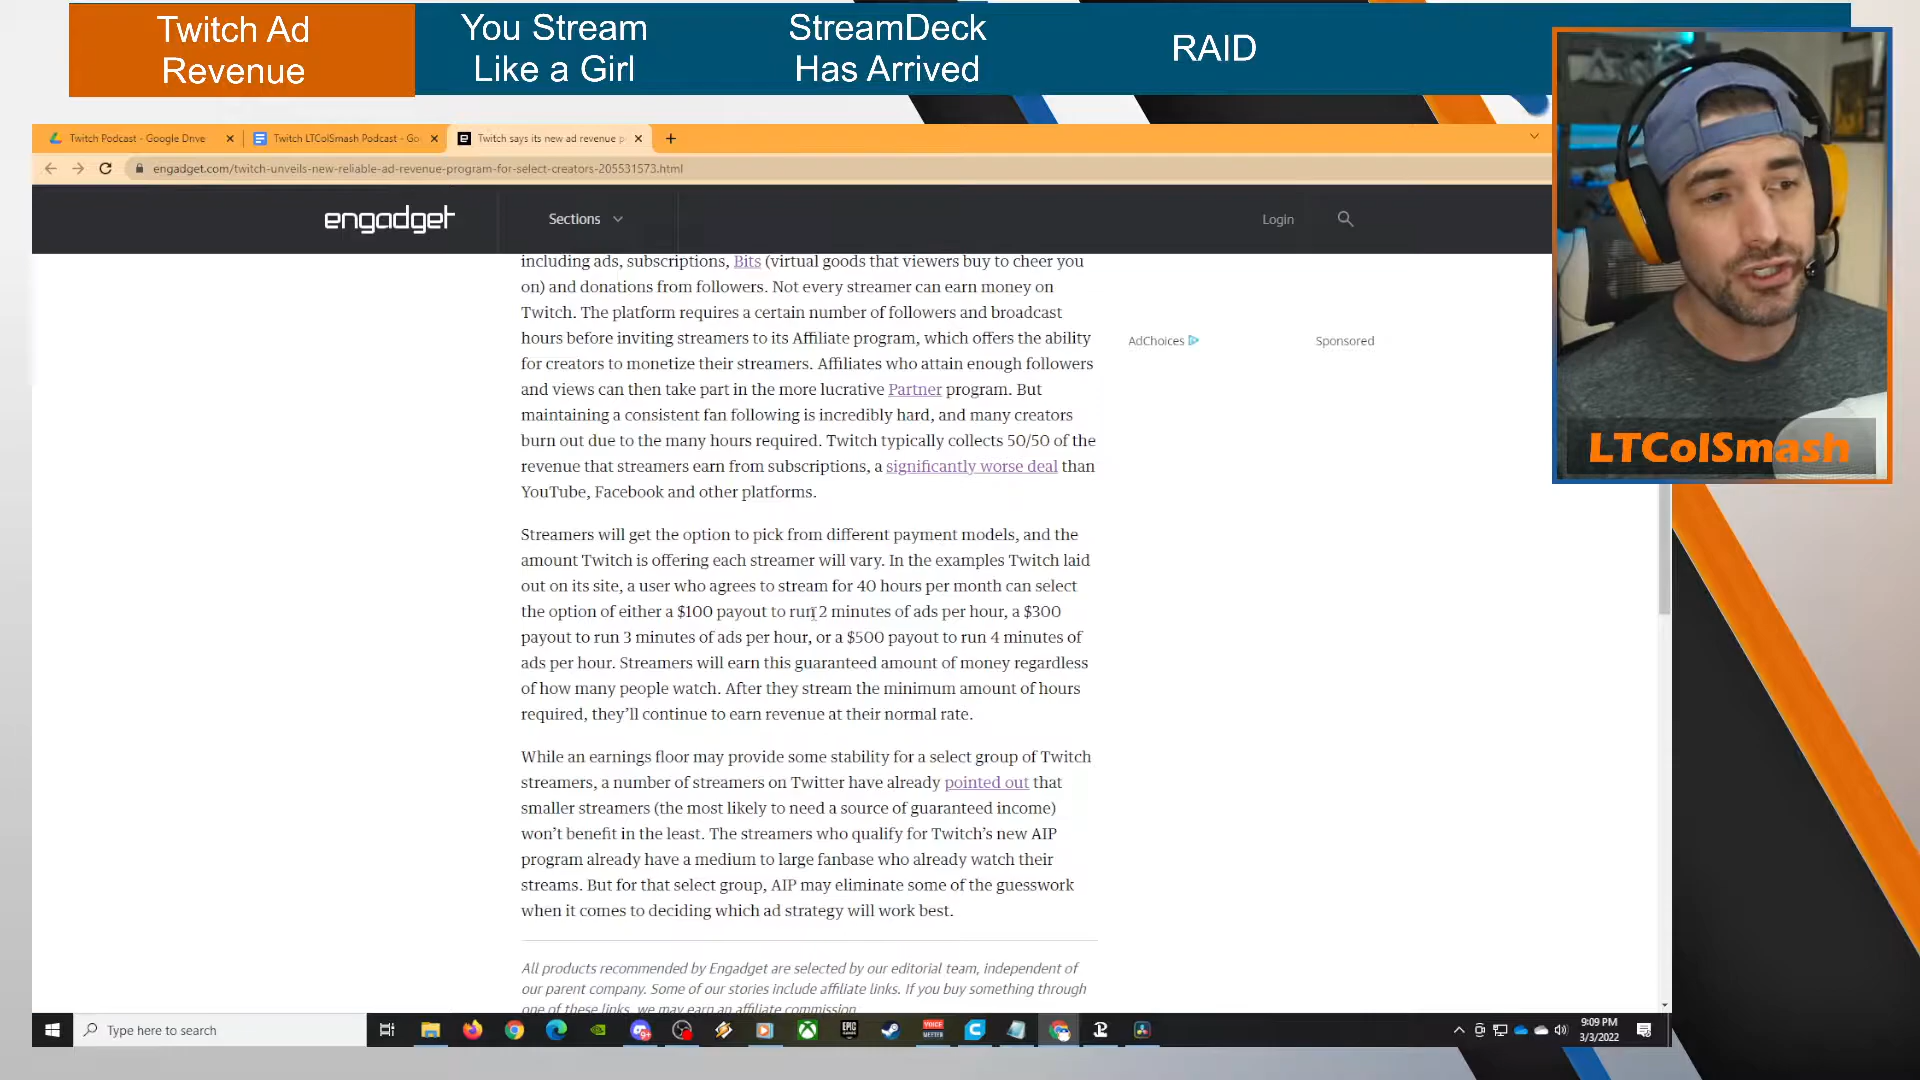 Twitch Ad
Revenue
You Stream
Like a Girl
StreamDeck
Has Arrived
RAID
Twitch Podcast - Google Drive
Twitch LTColSmash Podcast - Go
Twitch says its new ad revenue p
engadget.com/twitch-unveils-new-reliable-ad-revenue-program-for-select-creators-205531573.html
engadget
Sections
Login
including ads, subscriptions, Bits (virtual goods that viewers buy to cheer you
on) and donations from followers. Not every streamer can earn money on
Twitch. The platform requires a certain number of followers and broadcast
hours before inviting streamers to its Affiliate program, which offers the ability
for creators to monetize their streamers. Affiliates who attain enough followers
and views can then take part in the more lucrative Partner program. But
maintaining a consistent fan following is incredibly hard, and many creators
burn out due to the many hours required. Twitch typically collects 50/50 of the
revenue that streamers earn from subscriptions, a significantly worse deal than
YouTube, Facebook and other platforms.
AdChoices
Sponsored
LTColSmash
Streamers will get the option to pick from different payment models, and the
amount Twitch is offering each streamer will vary. In the examples Twitch laid
out on its site, a user who agrees to stream for 40 hours per month can select
the option of either a $100 payout to run 2 minutes of ads per hour, a $300
payout to run 3 minutes of ads per hour, or a $500 payout to run 4 minutes of
ads per hour. Streamers will earn this guaranteed amount of money regardless
of how many people watch. After they stream the minimum amount of hours
required, they'll continue to earn revenue at their normal rate.
While an earnings floor may provide some stability for a select group of Twitch
streamers, a number of streamers on Twitter have already pointed out that
smaller streamers (the most likely to need a source of guaranteed income)
won't benefit in the least. The streamers who qualify for Twitch's new AIP
program already have a medium to large fanbase who already watch their
streams. But for that select group, AIP may eliminate some of the guesswork
when it comes to deciding which ad strategy will work best.
All products recommended by Engadget are selected by our editorial team, independent of
our parent company. Some of our stories include affiliate links. If you buy something through
one of these links, we may earn an affiliate commission.
Type here to search
EPIC
VOICE
MEETER
9:09 PM
3/3/2022